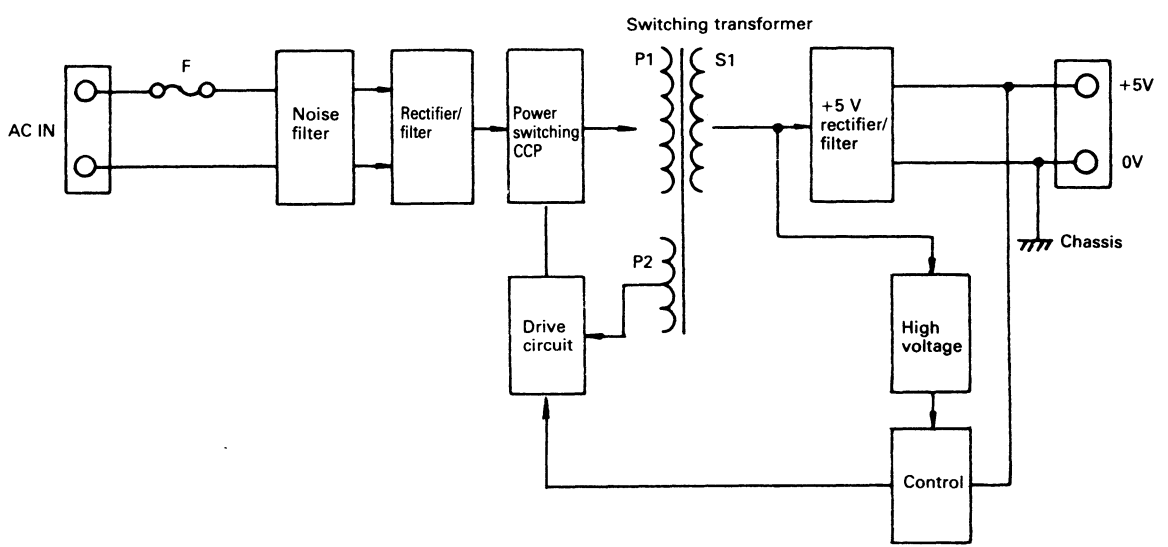 Switching transformer
F
P1
S1
AC IN
Noise
filter
Rectifier/
filter
Power
switching
CCP
+5 V
rectifier/
filter
+5V
0V
Chassis
P2
Drive
circuit
High
voltage
Control